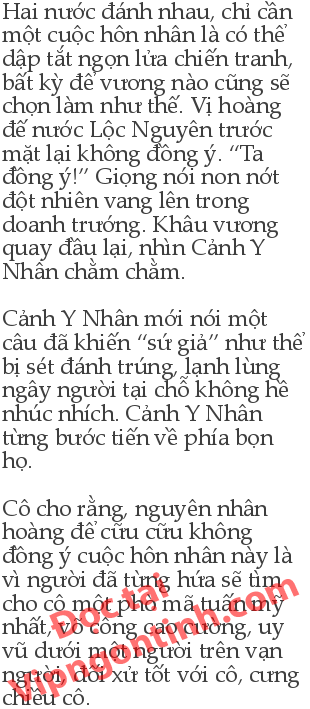 Hai nước đánh nhau, chỉ cần
một cuộc hôn nhân là có thể
dập tắt ngọn lửa chiến tranh,
bất kỳ đế vương nào cũng sẽ
chọn làm như thế. Vị hoàng
đế nước Lộc Nguyên trước
mặt lại không đồng ý. “Ta
đồng ý!” Giọng nói non nớt
đột nhiên vang lên trong
doanh trướng. Khâu vương
quay đầu lại, nhìn Cảnh Y
Nhân chằm chằm.
Cảnh Y Nhân mới nói một
câu đã khiến “sứ giả” như thể
bị sét đánh trúng, lạnh lùng
ngây người tại chỗ không hề
nhúc nhích. Cảnh Y Nhân
từng bước tiến về phía bọn
họ.
Cô cho rằng, nguyên nhân
hoàng đế cữu cữu không
đồng ý cuộc hôn nhân này là
vì người đã từng hứa sẽ tìm
cho cô một phò mã tuấn mỹ
nhất, võ công cao cường, uy
vũ dưới một người trên vạn
người, đối xử tốt với cô, cưng
chiều cô.
Đọc tại
Vipngontinh.com